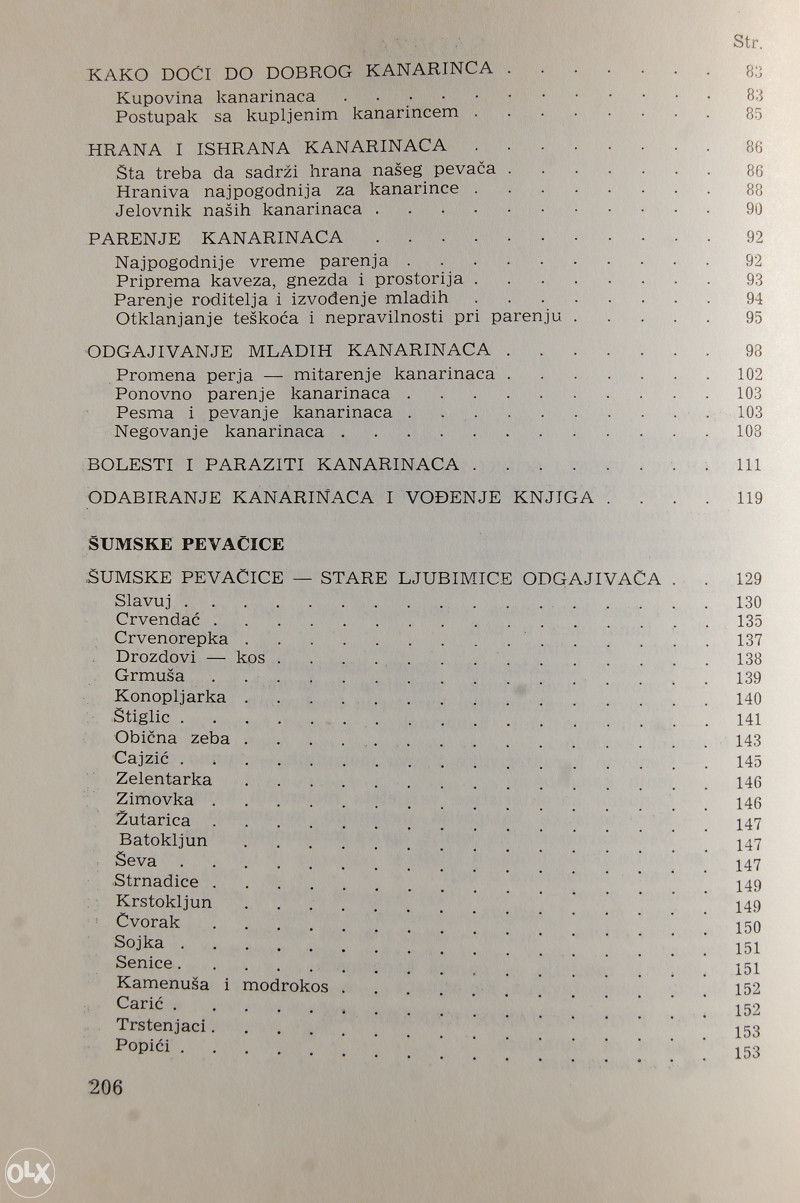 Str.
KAKO DOĆI DO DOBROG KANARINCA . . . . . . . 83
Kupovina kanarinaca . . . . . . . . . . . . 83
Postupak sa kupljenim kanarincem . . . . . . . . 85
HRANA I ISHRANA KANARINACA . . . . . . . . 86
Šta treba da sadrži hrana našeg pevača . . . . . . . 86
Hraniva najpogodnija za kanarince . . . . . . . . 88
Jelovnik naših kanarinaca . . . . . . . . . . . 90
PARENJE KANARINACA . . . . . . . . . . . 92
Najpogodnije vreme parenja . . . . . . . . . . 92
Priprema kaveza, gnezda i prostorija . . . . . . . . 93
Parenje roditelja i izvođenje mladih . . . . . . . . 94
Otklanjanje teškoća i nepravilnosti pri parenju . . . . . 95
ODGAJIVANJE MLADIH KANARINACA . . . . . . . 98
Promena perja — mitarenje kanarinaca . . . . . . . 102
Ponovno parenje kanarinaca . . . . . . . . . . 103
Pesma i pevanje kanarinaca . . . . . . . . . . 103
Negovanje kanarinaca . . . . . . . . . . . . 108
BOLESTI I PARAZITI KANARINACA . . . . . . . . 111
ODABIRANJE KANARINACA I VOĐENJE KNJIGA . . . . 119
ŠUMSKE PEVAČICE
ŠUMSKE PEVAČICE — STARE LJUBIMICE ODGAJIVAČA . . 129
Slavuj . . . . . . . . . . . . . . . . . 130
Crvendać . . . . . . . . . . . . . . . . 135
Crvenorepka . . . . . . . . . . . . . . . 137
Drozdovi — kos . . . . . . . . . . . . . . 138
Grmuša . . . . . . . . . . . . . . . . 139
Konopljarka . . . . . . . . . . . . . . . 140
Štiglic . . . . . . . . . . . . . . . . . 141
Obična zeba . . . . . . . . . . . . . . . 143
Cajzić . . . . . . . . . . . . . . . . . 145
Zelentarka . . . . . . . . . . . . . . . 146
Zimovka . . . . . . . . . . . . . . . . 146
Žutarica . . . . . . . . . . . . . . . . 147
Batokljun . . . . . . . . . . . . . . . 147
Ševa . . . . . . . . . . . . . . . . . 147
Strnadice . . . . . . . . . . . . . . . . 149
Krstokljun . . . . . . . . . . . . . . . 149
Čvorak . . . . . . . . . . . . . . . . 150
Sojka . . . . . . . . . . . . . . . . . 151
Senice . . . . . . . . . . . . . . . . . 151
Kamenuša i modrokos . . . . . . . . . . . . 152
Carić . . . . . . . . . . . . . . . . . 152
Trstenjaci . . . . . . . . . . . . . . . . 153
Popići . . . . . . . . . . . . . . . . . 153
206
OLX